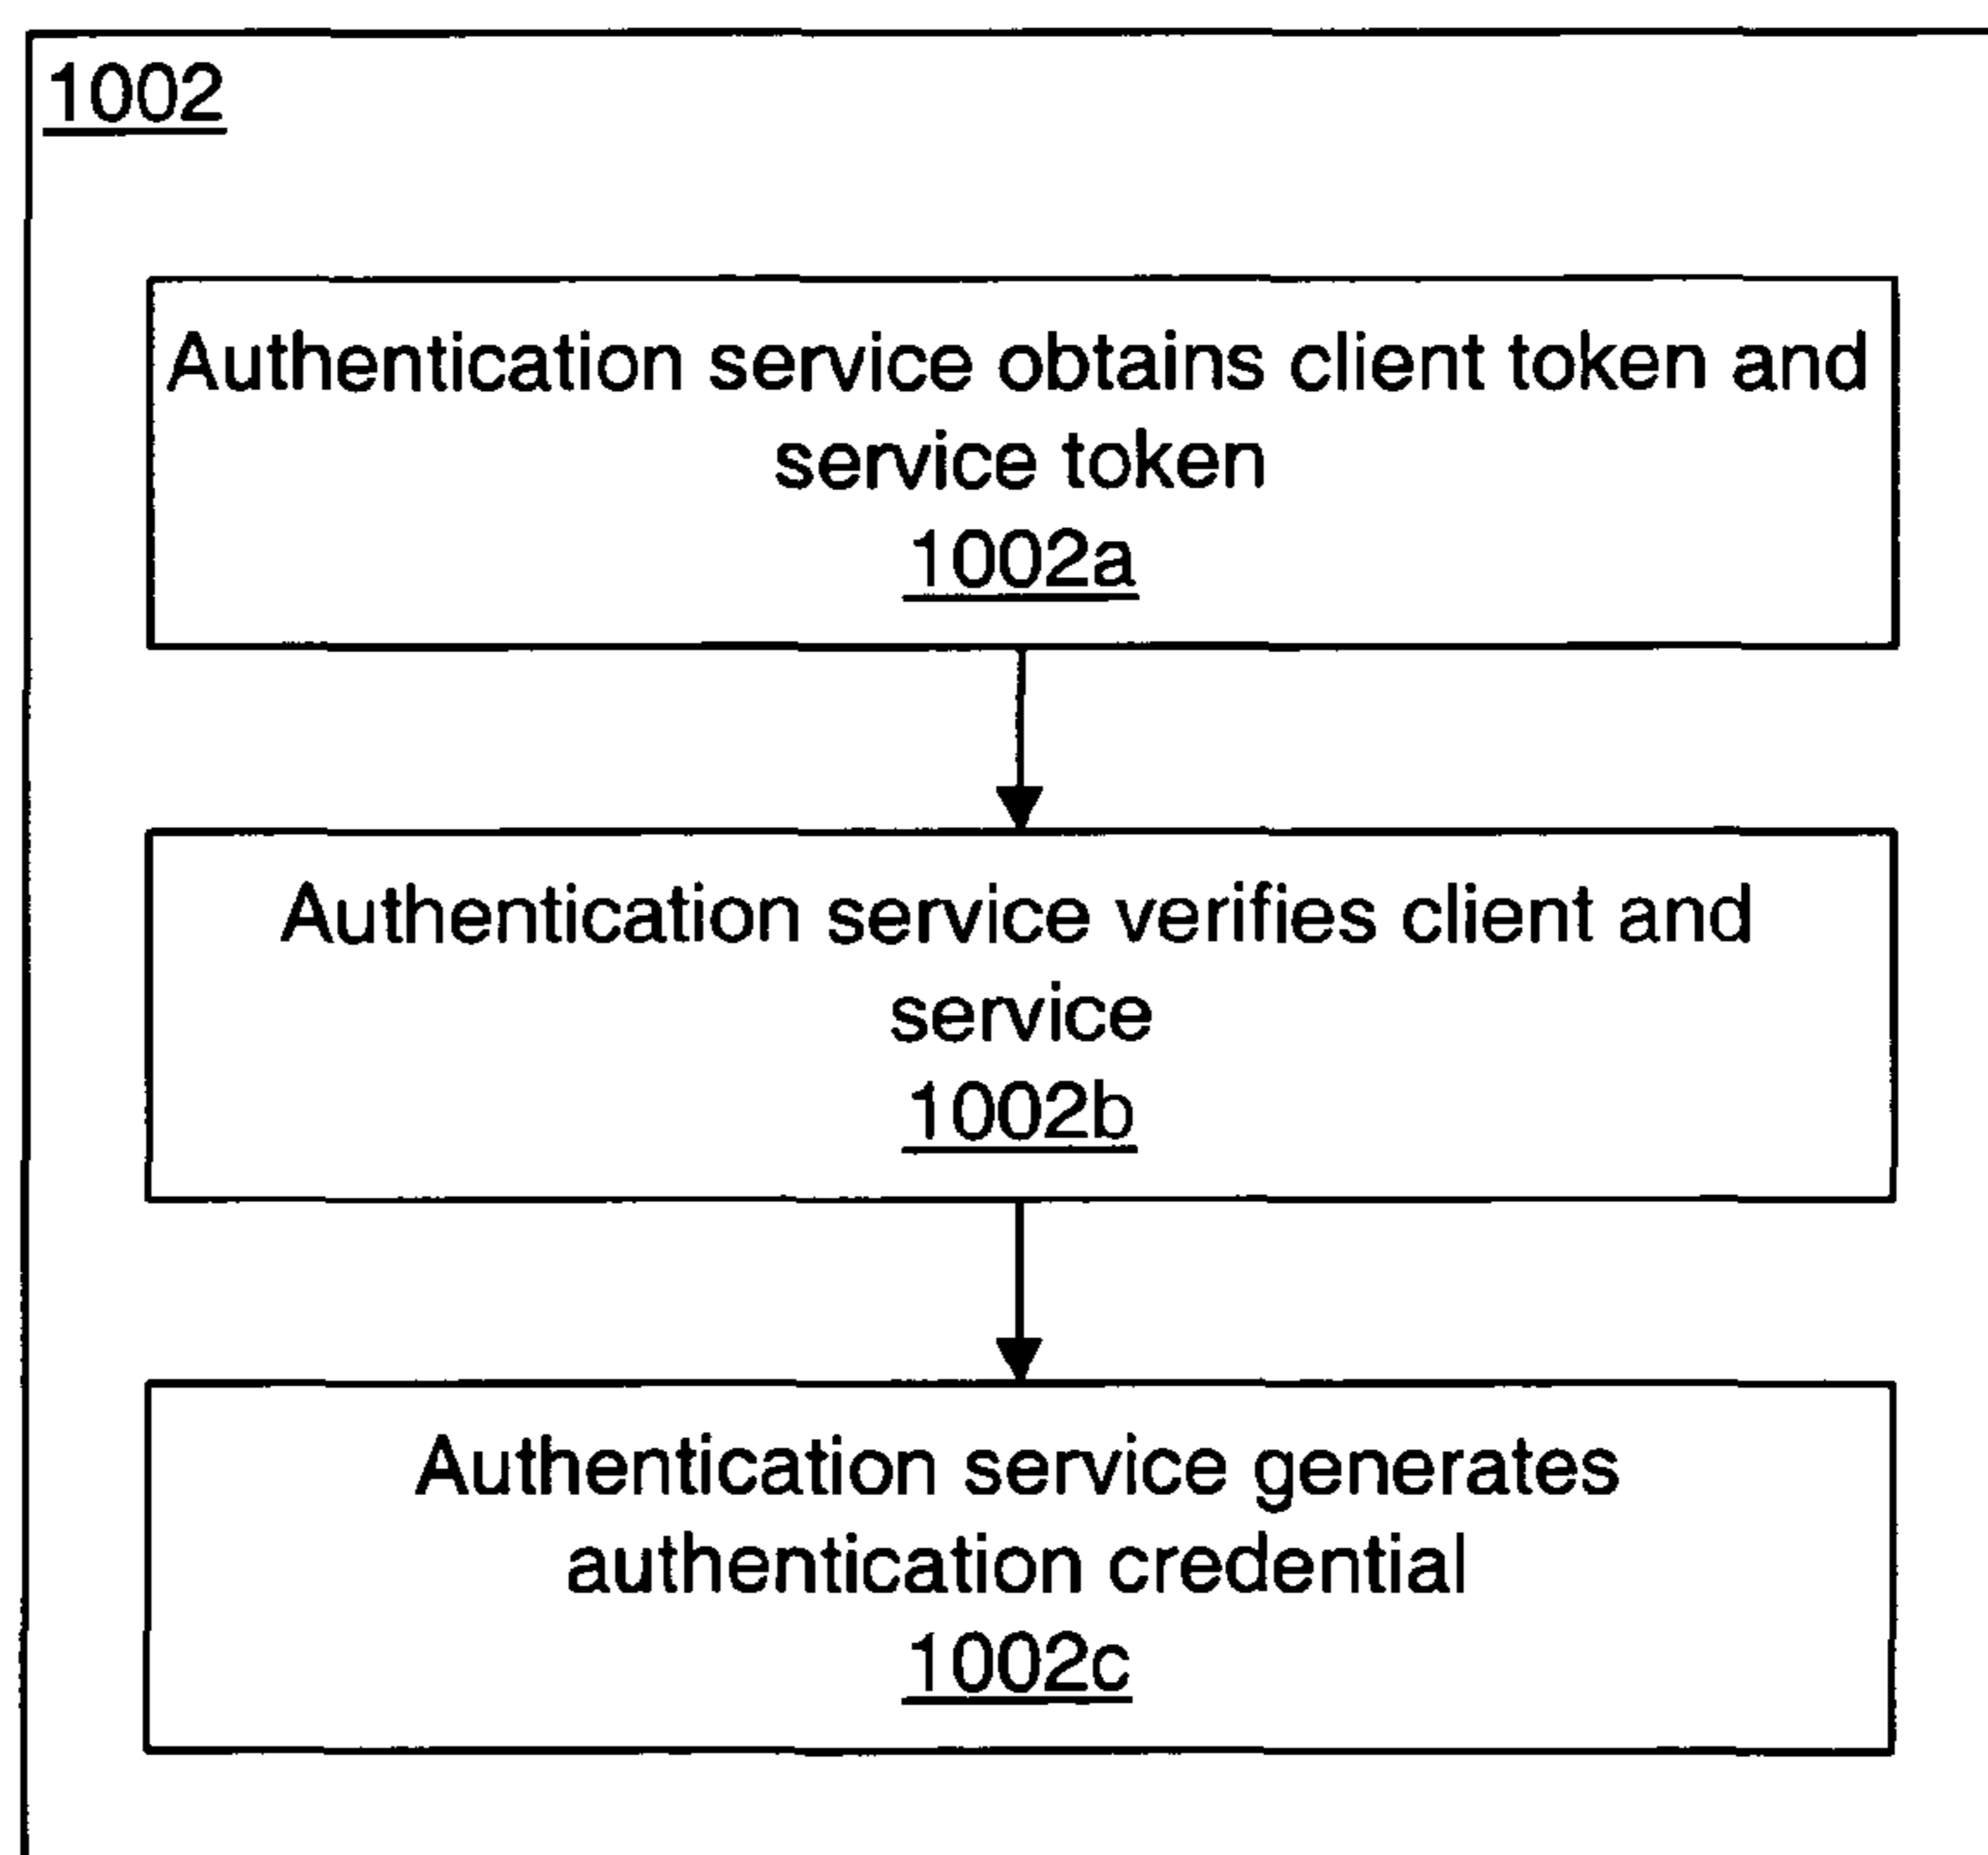 1002
Authentication service obtains client token and
service token
1002a
Authentication service verifies client and
service
1002b
Authentication service generates
authentication credential
1002c